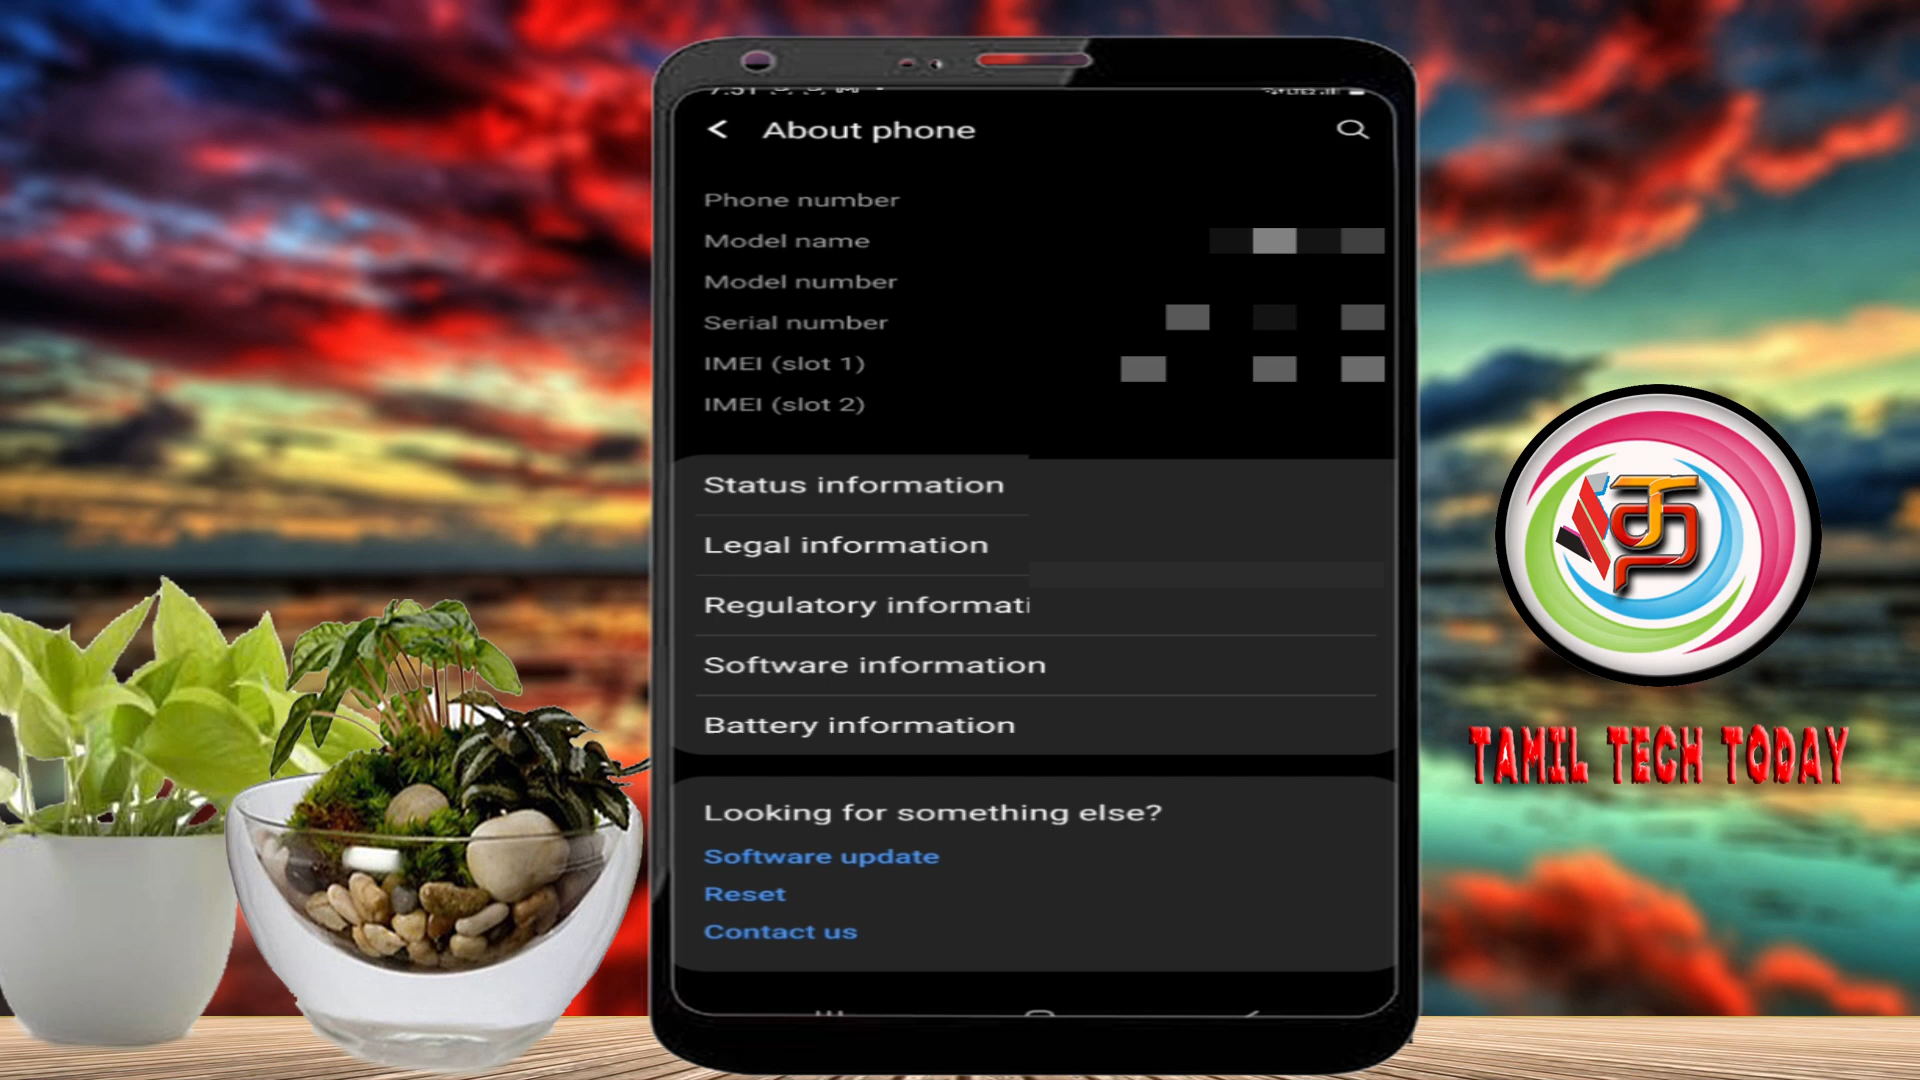 About phone
Phone number
Model name
Model number
Serial number
IMEI (slot 1)
IMEI (slot 2)
Status information
Legal information
Regulatory informati
Software information
Battery information
Looking for something else?
Software update
Reset
Contact us
த
TAMIL TECH TODAY